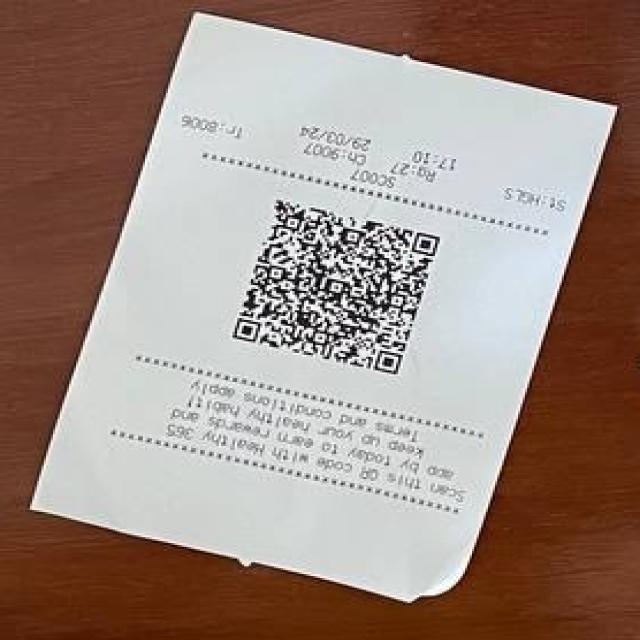 ************************************
Scan this QR code with Healthy 365
app by today to earn rewards and
keep up your healthy habit!
Terms and conditions apply
************************************
************************************
SC007
St:HGLS Rg:27 Ch:9007 Tr:8006
17:10 29/03/24